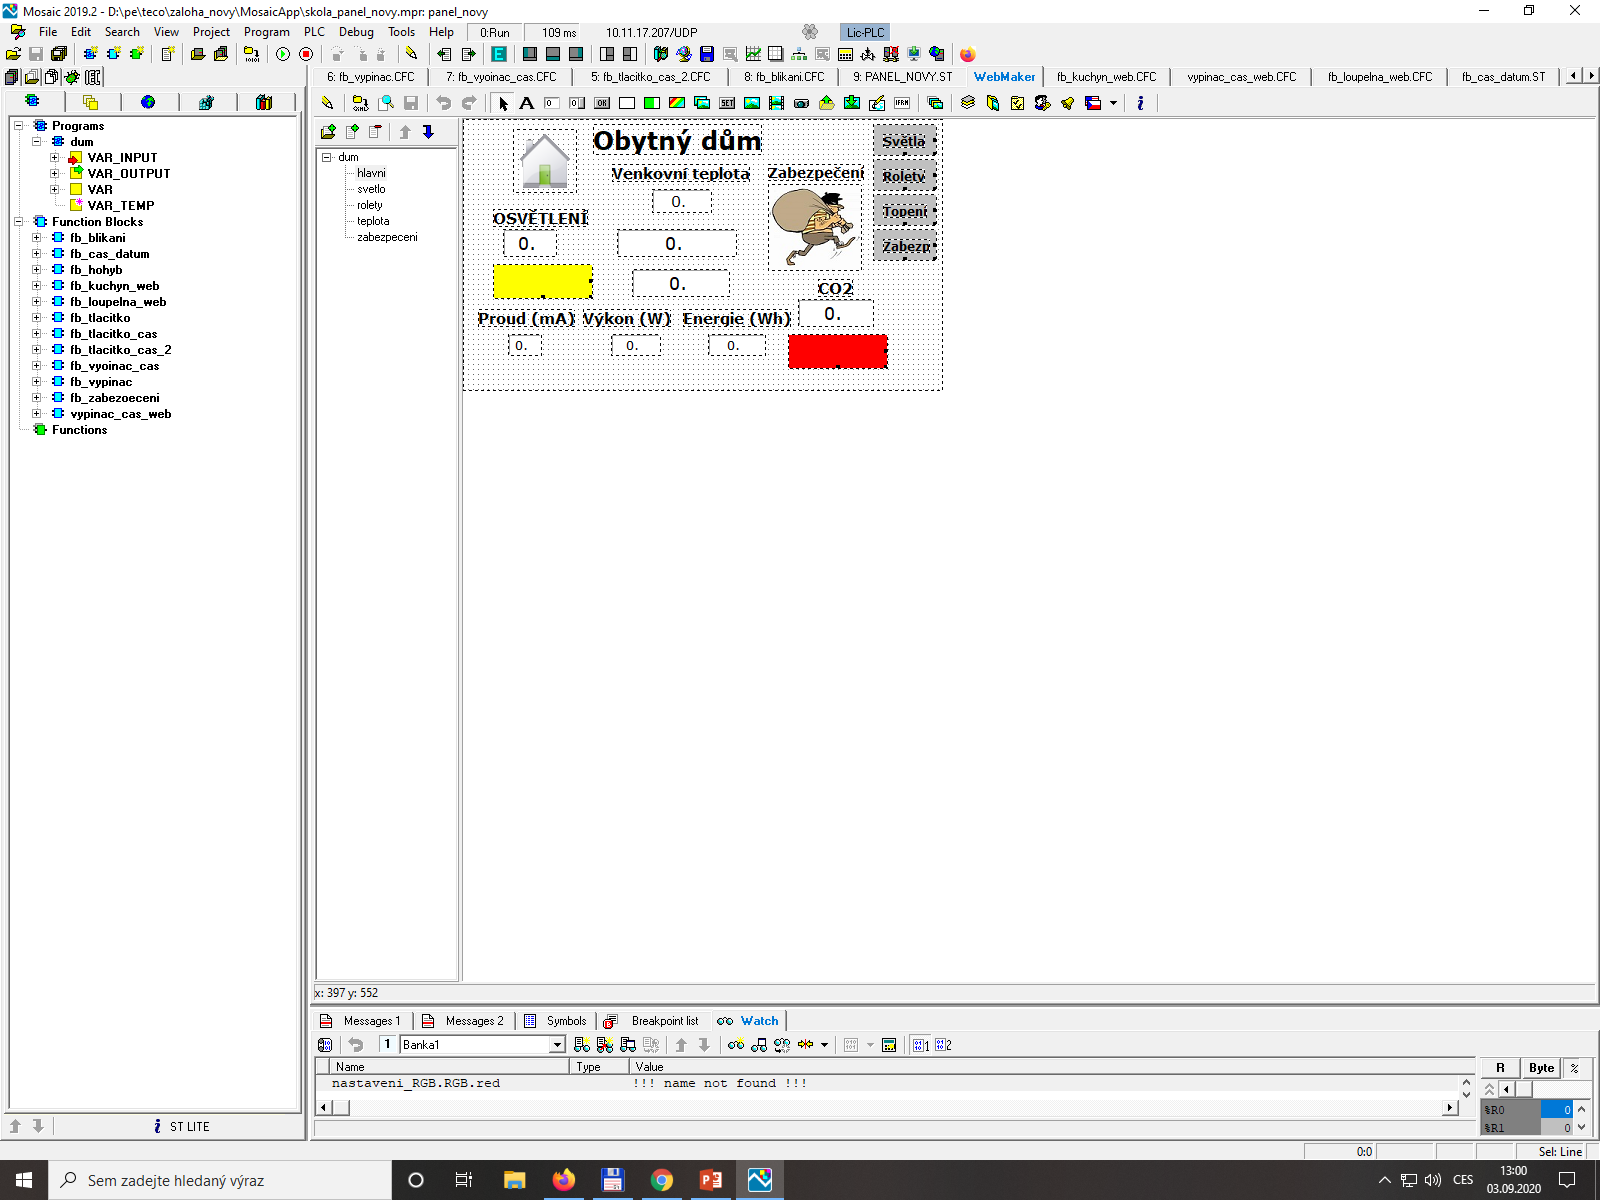 Mosaic 2019.2 - D:\pe\teco\zaloha_novy\MosaicApp\skola_panel_novy.mpr: panel_novy
File Edit Search View Project Program PLC Debug Tools Help 0:Run 109 ms 10.11.17.207/UDP Lic-PLC
6: fb_vypinac.CFC 7: fb_vyoinac_cas.CFC 5: fb_tlacitko_cas_2.CFC 8: fb_blikani.CFC 9: PANEL_NOVY.ST WebMaker fb_kuchyn_web.CFC vypinac_cas_web.CFC fb_loupelna_web.CFC fb_cas_datum.ST
Programs
dum
VAR_INPUT
VAR_OUTPUT
VAR
VAR_TEMP
Function Blocks
fb_blikani
fb_cas_datum
fb_hohyb
fb_kuchyn_web
fb_loupelna_web
fb_tlacitko
fb_tlacitko_cas
fb_tlacitko_cas_2
fb_vyoinac_cas
fb_vypinac
fb_zabezoeceni
vypinac_cas_web
Functions
ST LITE
dum
hlavni
svetlo
rolety
teplota
zabezpeceni
Obytný dům
Venkovní teplota
Zabezpečení
Světla
Rolety
Topení
Zabezp
0.
OSVĚTLENÍ
0.
0.
0.
CO2
0.
Proud (mA) Výkon (W) Energie (Wh)
0. 0. 0.
x: 397 y: 552
Messages 1 Messages 2 Symbols Breakpoint list Watch
1 Banka1
Name Type Value
nastaveni_RGB.RGB.red !!! name not found !!!
R Byte %
%R0 0
%R1 0
0:0 Sel: Line
Sem zadejte hledaný výraz
CES
13:00
03.09.2020